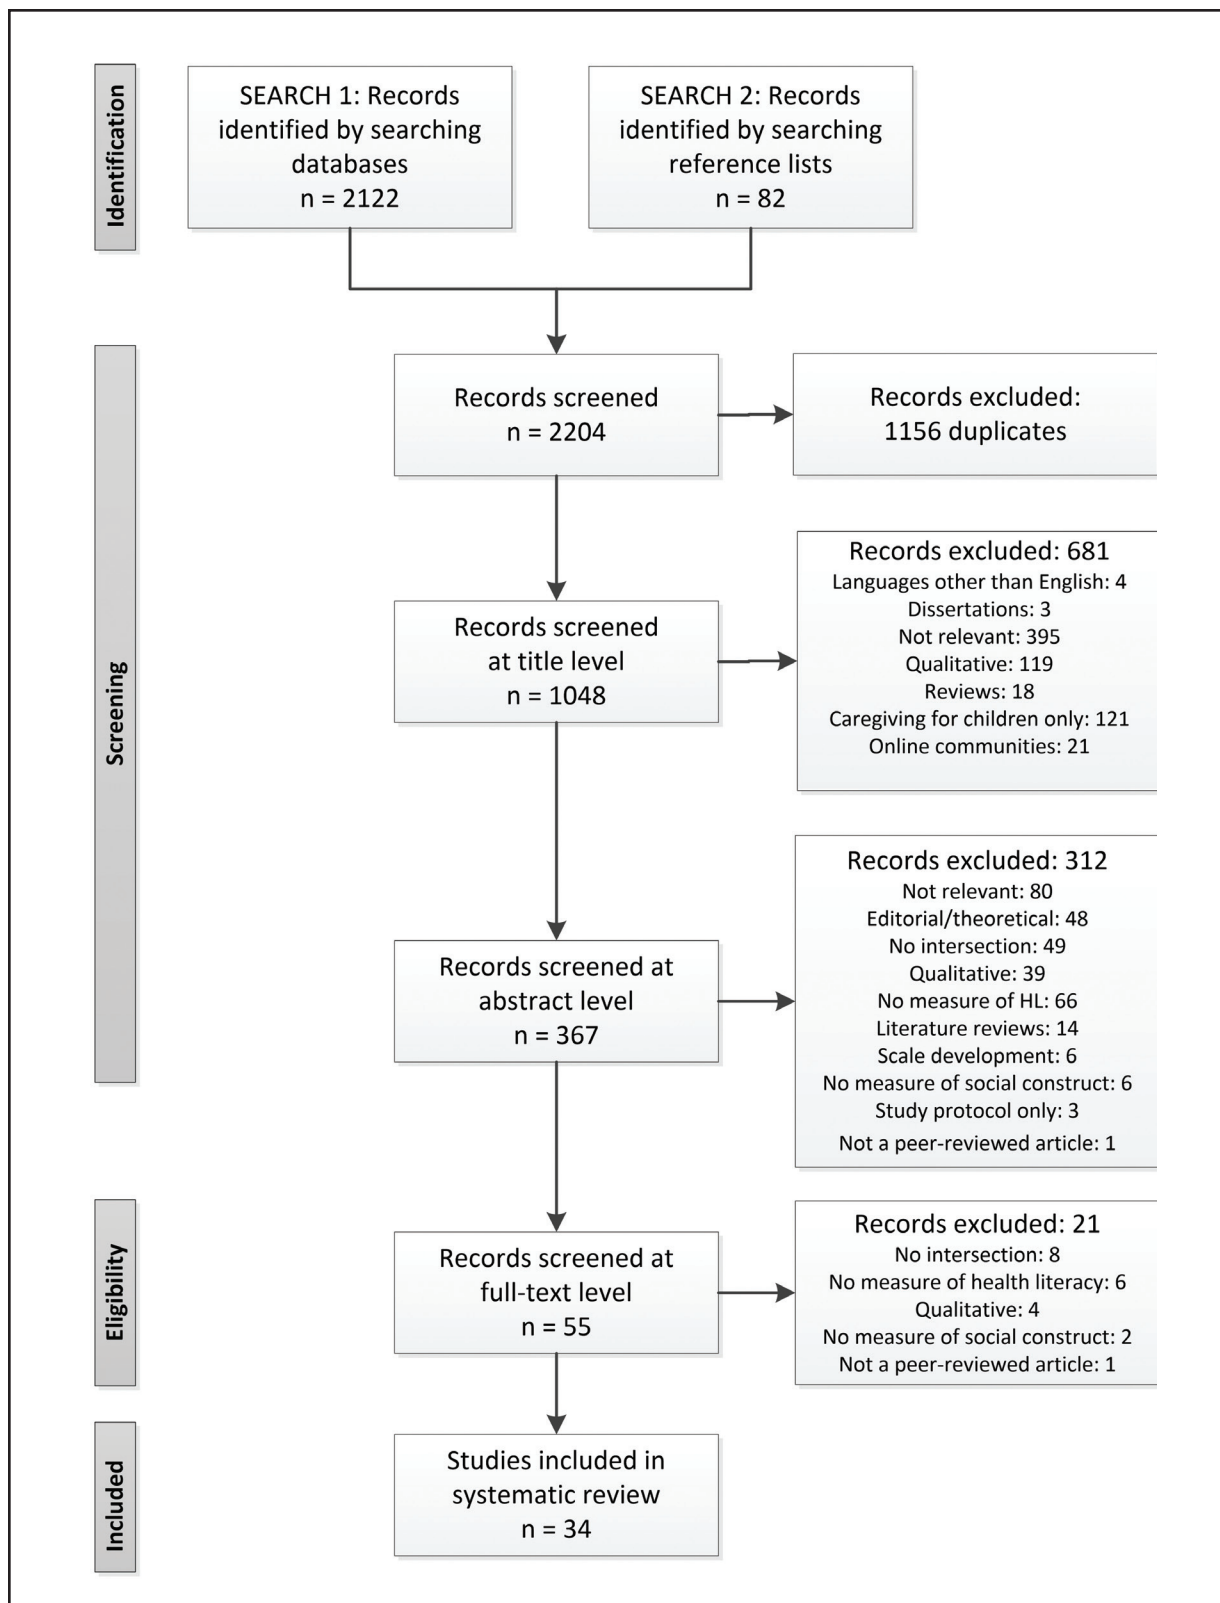 Identification
SEARCH 1: Records
identified by searching
databases
n = 2122
SEARCH 2: Records
identified by searching
reference lists
n = 82
Screening
Records screened
n = 2204
Records excluded:
1156 duplicates
Records screened
at title level
n = 1048
Records excluded: 681
Languages other than English: 4
Dissertations: 3
Not relevant: 395
Qualitative: 119
Reviews: 18
Caregiving for children only: 121
Online communities: 21
Records screened at
abstract level
n = 367
Records excluded: 312
Not relevant: 80
Editorial/theoretical: 48
No intersection: 49
Qualitative: 39
No measure of HL: 66
Literature reviews: 14
Scale development: 6
No measure of social construct: 6
Study protocol only: 3
Not a peer-reviewed article: 1
Eligibility
Records screened at
full-text level
n = 55
Records excluded: 21
No intersection: 8
No measure of health literacy: 6
Qualitative: 4
No measure of social construct: 2
Not a peer-reviewed article: 1
Included
Studies included in
systematic review
n = 34